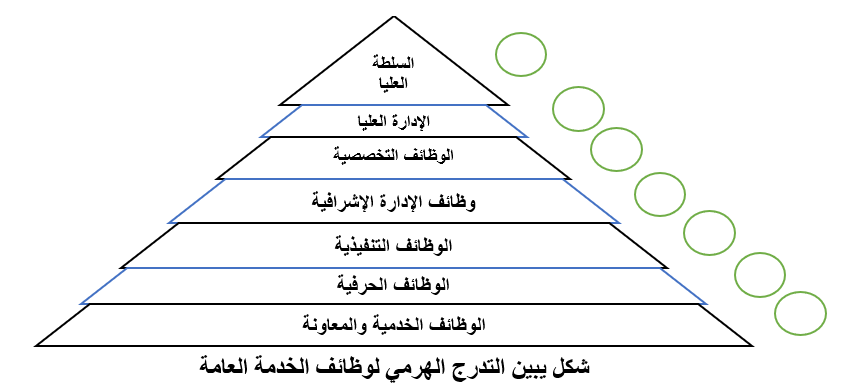 السلطة
العليا
الإدارة العليا
الوظائف التخصصية
وظائف الإدارة الإشرافية
الوظائف التنفيذية
الوظائف الحرفية
الوظائف الخدمية والمعاونة
شكل يبين التدرج الهرمي لوظائف الخدمة العامة